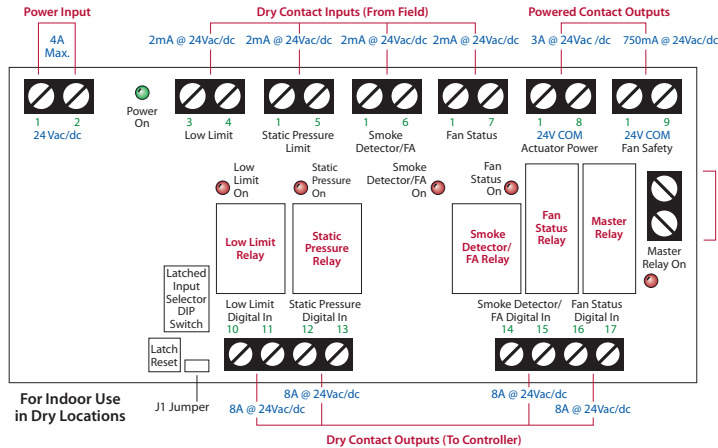 Power Input
Dry Contact Inputs (From Field)
Powered Contact Outputs
4A
Max.
2mA @ 24Vac/dc
2mA @ 24Vac/dc
2mA @ 24Vac/dc
2mA @ 24Vac/dc
3A @ 24Vac /dc
750mA @ 24Vac/dc
1 2
24 Vac/dc
Power
On
3 4
Low Limit
1 5
Static Pressure
Limit
1 6
Smoke
Detector/FA
1 7
Fan Status
1 8
24V COM
Actuator Power
1 9
24V COM
Fan Safety
Low
Limit
On
Static
Pressure
On
Smoke
Detector/FA
On
Fan
Status
On
Low Limit
Relay
Static
Pressure
Relay
Smoke
Detector/
FA Relay
Fan
Status
Relay
Master
Relay
Master
Relay On
Latched
Input
Selector
DIP
Switch
Low Limit
Digital In
10 11
Static Pressure
Digital In
12 13
Smoke Detector/
FA Digital In
14 15
Fan Status
Digital In
16 17
Latch
Reset
J1 Jumper
For Indoor Use
in Dry Locations
8A @ 24Vac/dc
8A @ 24Vac/dc
8A @ 24Vac/dc
8A @ 24Vac/dc
Dry Contact Outputs (To Controller)